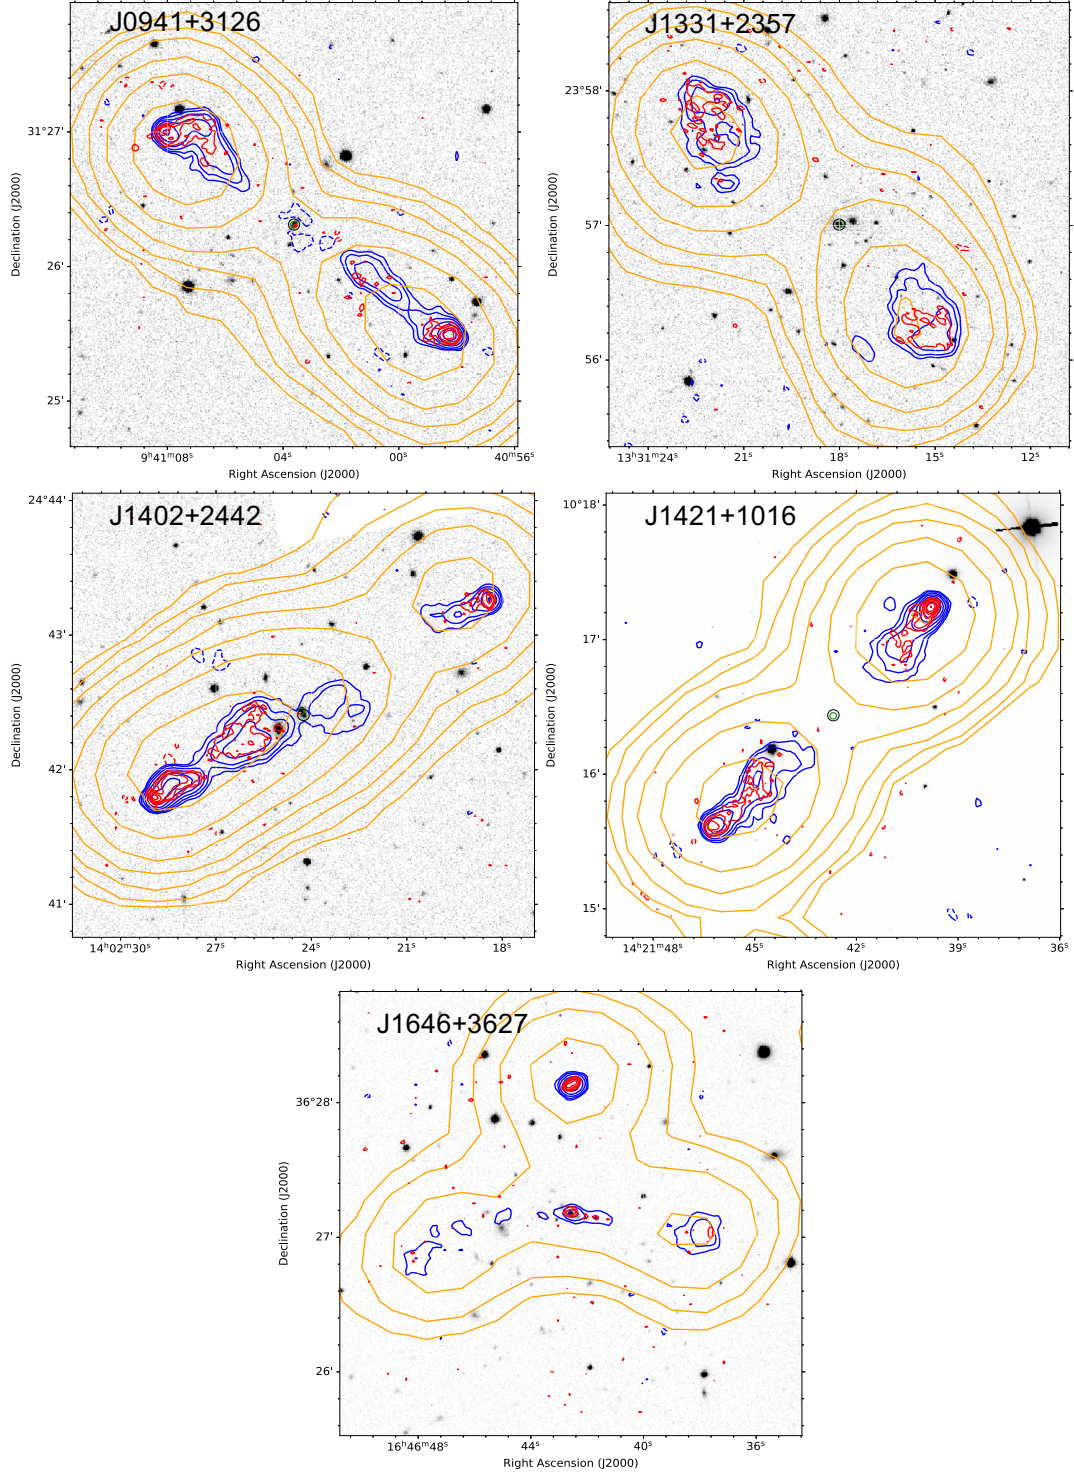 J0941+3126
31°27'
26'
25'
Declination (J2000)
9ʰ41ᵐ08ˢ
04ˢ
00ˢ
40ᵐ56ˢ
Right Ascension (J2000)
J1331+2357
23°58'
57'
56'
Declination (J2000)
13ʰ31ᵐ24ˢ
21ˢ
18ˢ
15ˢ
12ˢ
Right Ascension (J2000)
J1402+2442
24°44'
43'
42'
41'
Declination (J2000)
14ʰ02ᵐ30ˢ
27ˢ
24ˢ
21ˢ
18ˢ
Right Ascension (J2000)
J1421+1016
10°18'
17'
16'
15'
Declination (J2000)
14ʰ21ᵐ48ˢ
45ˢ
42ˢ
39ˢ
36ˢ
Right Ascension (J2000)
J1646+3627
36°28'
27'
26'
Declination (J2000)
16ʰ46ᵐ48ˢ
44ˢ
40ˢ
36ˢ
Right Ascension (J2000)